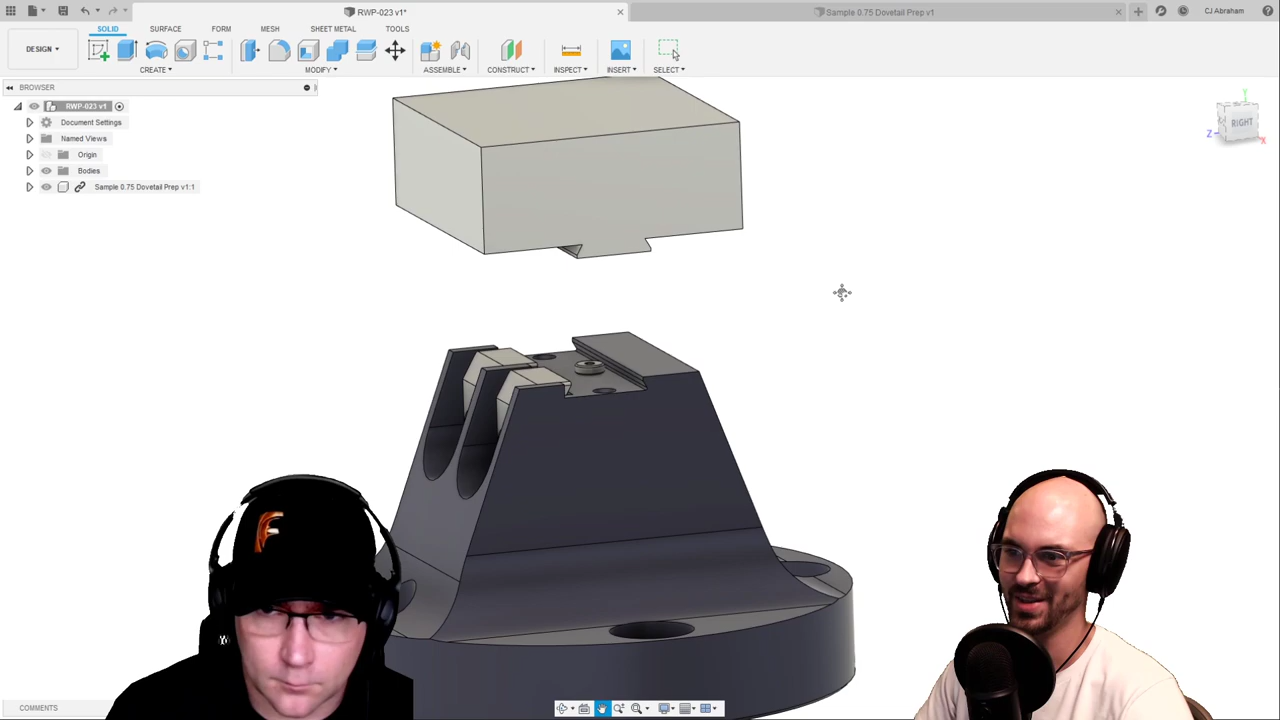 RWP-023 v1*
Sample 0.75 Dovetail Prep v1
CJ Abraham
DESIGN
SOLID
SURFACE
FORM
MESH
SHEET METAL
TOOLS
CREATE
MODIFY
ASSEMBLE
CONSTRUCT
INSPECT
INSERT
SELECT
BROWSER
RWP-023 v1
Document Settings
Named Views
Origin
Bodies
Sample 0.75 Dovetail Prep v1:1
Y
RIGHT
Z
X
F
COMMENTS